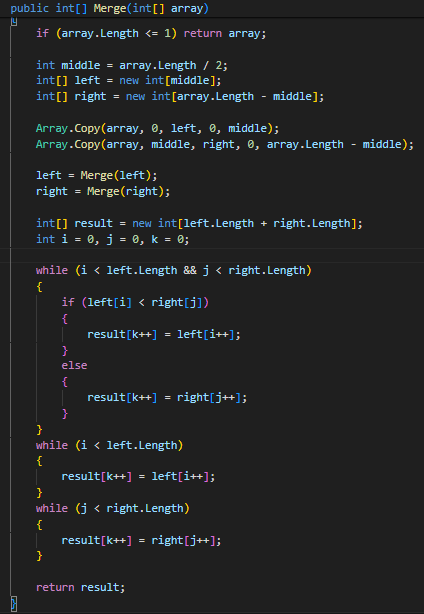 public int[] Merge(int[] array)
{
    if (array.Length <= 1) return array;

    int middle = array.Length / 2;
    int[] left = new int[middle];
    int[] right = new int[array.Length - middle];

    Array.Copy(array, 0, left, 0, middle);
    Array.Copy(array, middle, right, 0, array.Length - middle);

    left = Merge(left);
    right = Merge(right);

    int[] result = new int[left.Length + right.Length];
    int i = 0, j = 0, k = 0;

    while (i < left.Length && j < right.Length)
    {
        if (left[i] < right[j])
        {
            result[k++] = left[i++];
        }
        else
        {
            result[k++] = right[j++];
        }
    }
    while (i < left.Length)
    {
        result[k++] = left[i++];
    }
    while (j < right.Length)
    {
        result[k++] = right[j++];
    }

    return result;
}